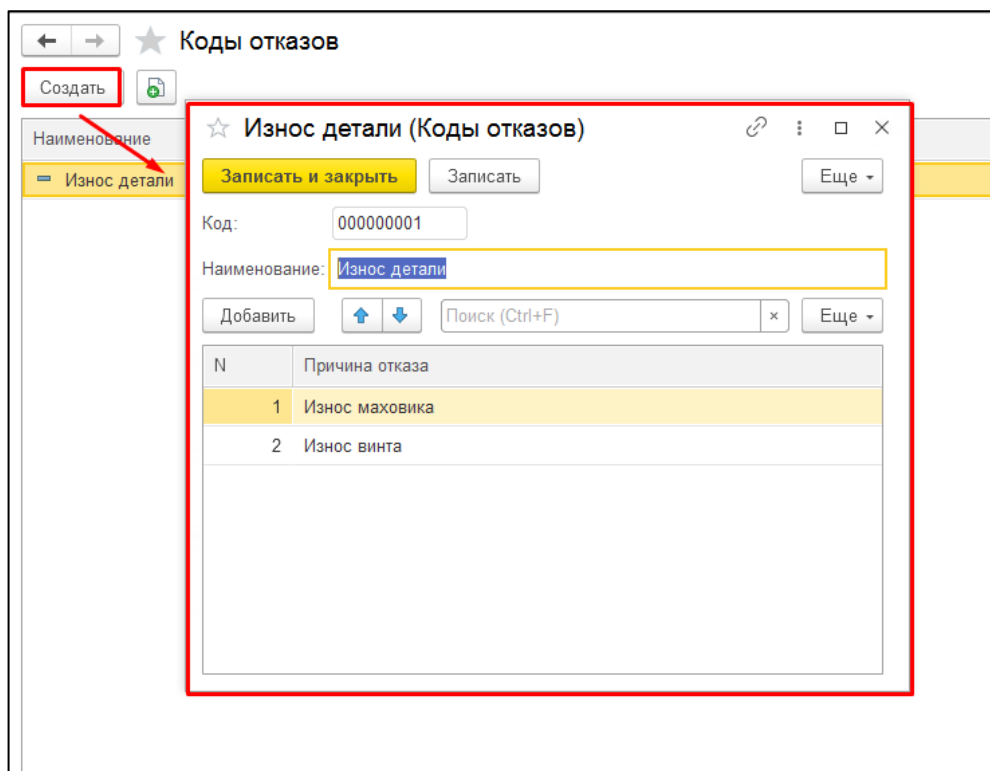 Коды отказов
Создать
Наименование
Износ детали
Износ детали (Коды отказов)
Записать и закрыть Записать Еще
Код: 000000001
Наименование: Износ детали
Добавить Поиск (Ctrl+F) × Еще
N Причина отказа
1 Износ маховика
2 Износ винта